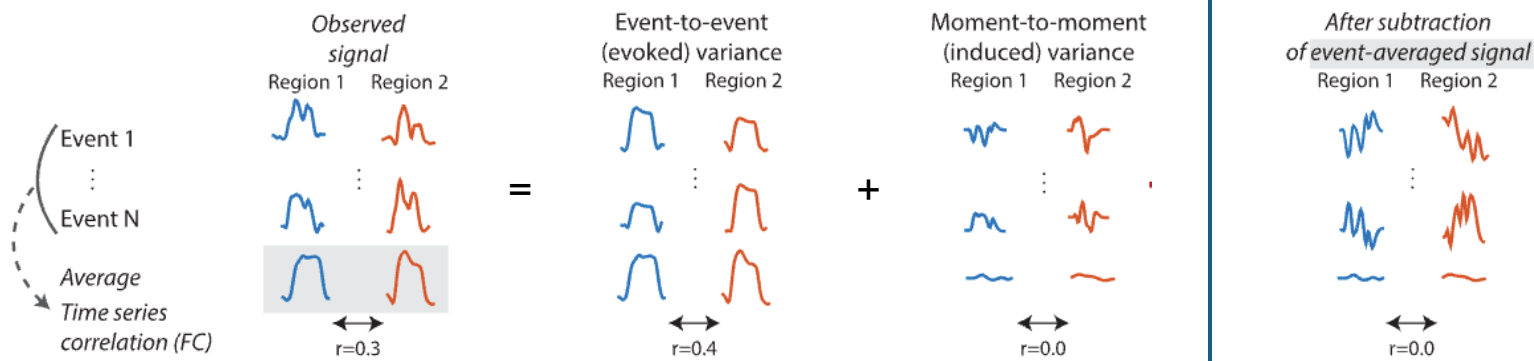 Observed
signal
Region 1 Region 2
Event-to-event
(evoked) variance
Region 1 Region 2
Moment-to-moment
(induced) variance
Region 1 Region 2
After subtraction
of event-averaged signal
Region 1 Region 2
Event 1
⋮
Event N
Average
Time series
correlation (FC)
=
+
r=0.3
r=0.4
r=0.0
r=0.0